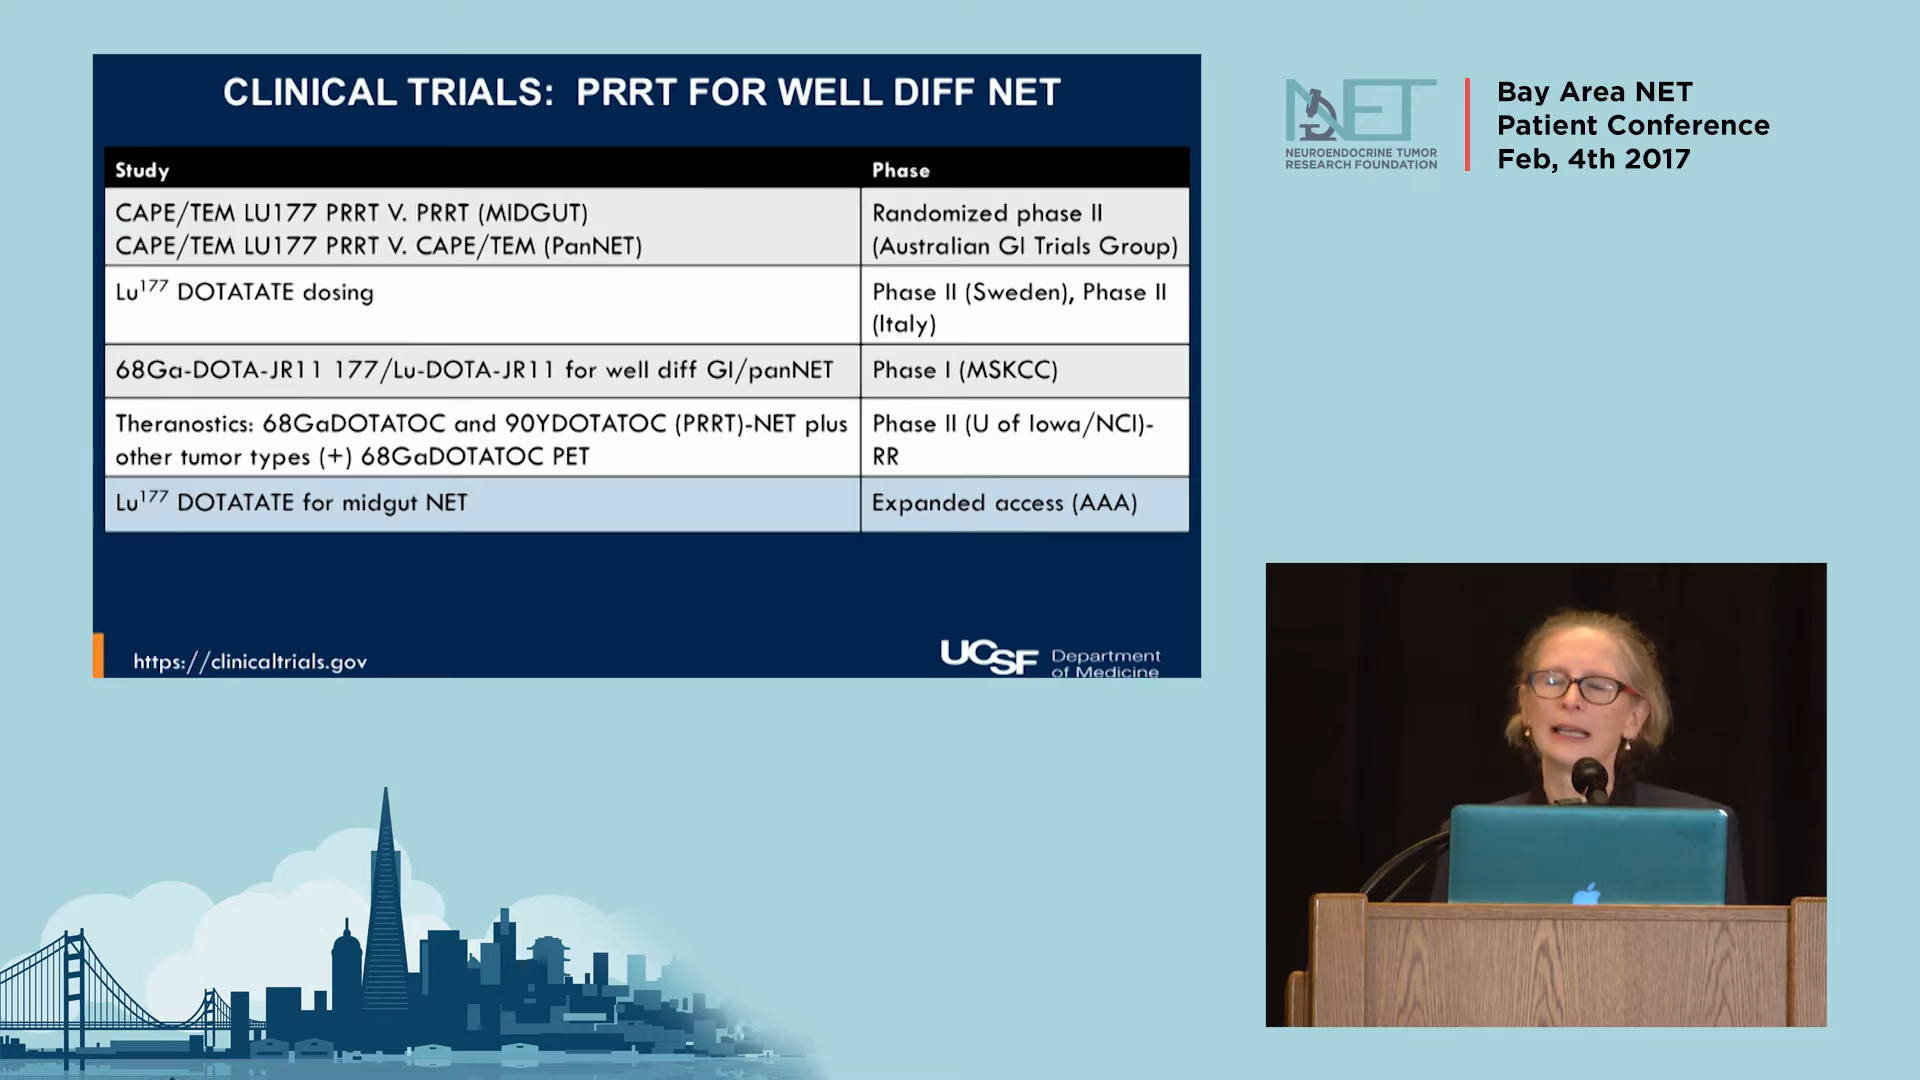 CLINICAL TRIALS: PRRT FOR WELL DIFF NET
Study
Phase
CAPE/TEM LU177 PRRT V. PRRT (MIDGUT)
CAPE/TEM LU177 PRRT V. CAPE/TEM (PanNET)
Randomized phase II
(Australian GI Trials Group)
Lu177 DOTATATE dosing
Phase II (Sweden), Phase II
(Italy)
68Ga-DOTA-JR11 177/Lu-DOTA-JR11 for well diff GI/panNET
Phase I (MSKCC)
Theranostics: 68GaDOTATOC and 90YDOTATOC (PRRT)-NET plus
other tumor types (+) 68GaDOTATOC PET
Phase II (U of Iowa/NCI)-
RR
Lu177 DOTATATE for midgut NET
Expanded access (AAA)
https://clinicaltrials.gov
UCSF
Department
of Medicine
NET
NEUROENDOCRINE TUMOR
RESEARCH FOUNDATION
Bay Area NET
Patient Conference
Feb, 4th 2017